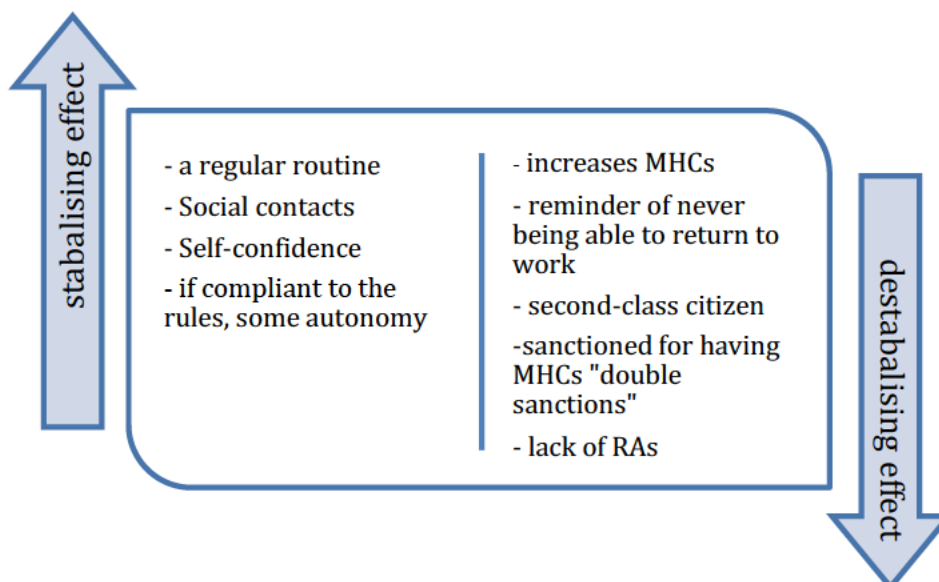 stabalising effect
- a regular routine
- Social contacts
- Self-confidence
- if compliant to the
rules, some autonomy
- increases MHCs
- reminder of never
being able to return to
work
- second-class citizen
-sanctioned for having
MHCs "double
sanctions"
- lack of RAs
destabalising effect